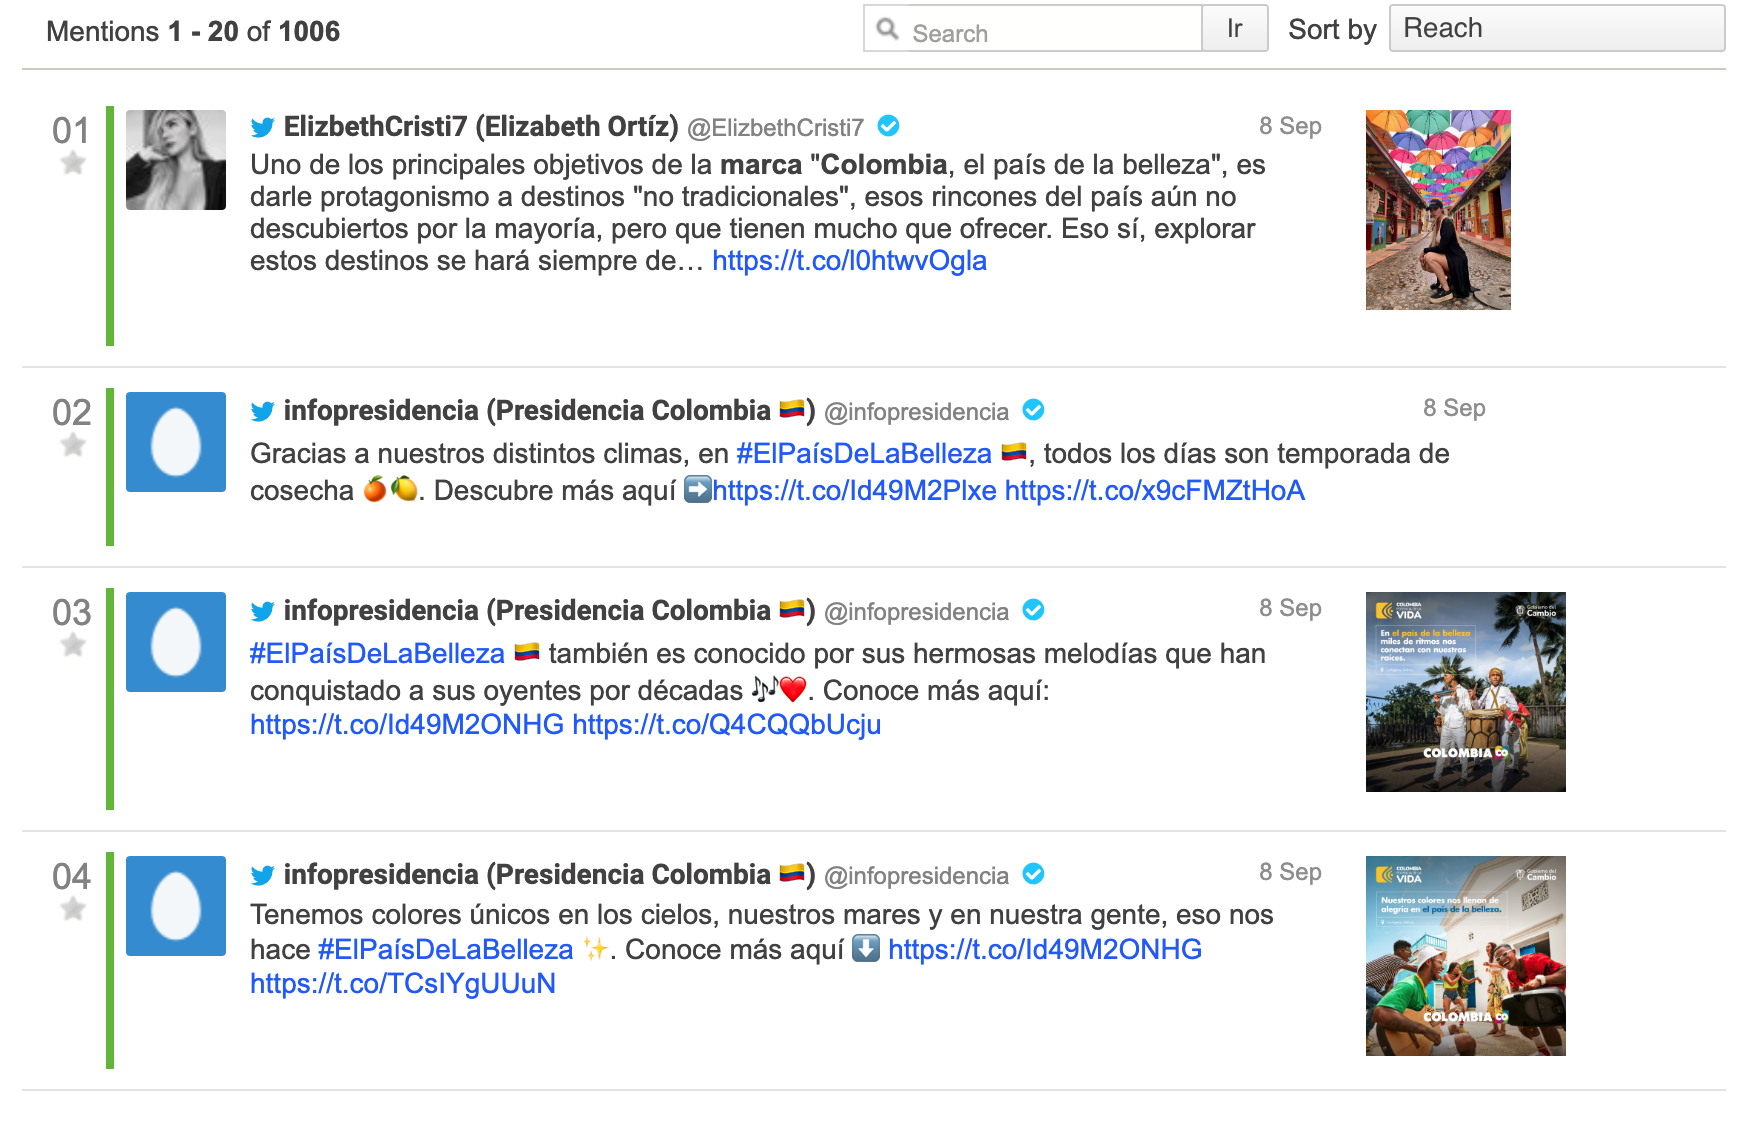 Mentions 1 - 20 of 1006
Search
Ir
Sort by
Reach
01
ElizbethCristi7 (Elizabeth Ortíz) @ElizbethCristi7
8 Sep
Uno de los principales objetivos de la marca "Colombia, el país de la belleza", es
darle protagonismo a destinos "no tradicionales", esos rincones del país aún no
descubiertos por la mayoría, pero que tienen mucho que ofrecer. Eso sí, explorar
estos destinos se hará siempre de… https://t.co/l0htwvOgla
02
infopresidencia (Presidencia Colombia 🇨🇴) @infopresidencia
8 Sep
Gracias a nuestros distintos climas, en #ElPaísDeLaBelleza 🇨🇴, todos los días son temporada de
cosecha 🍊🍋. Descubre más aquí ➡️https://t.co/Id49M2Plxe https://t.co/x9cFMZtHoA
03
infopresidencia (Presidencia Colombia 🇨🇴) @infopresidencia
8 Sep
#ElPaísDeLaBelleza 🇨🇴 también es conocido por sus hermosas melodías que han
conquistado a sus oyentes por décadas 🎶❤️. Conoce más aquí:
https://t.co/Id49M2ONHG https://t.co/Q4CQQbUcju
COLOMBIA
VIDA
Gobierno del
Cambio
En el país de la belleza
miles de ritmos nos
conectan con nuestras
raíces.
COLOMBIA CO
04
infopresidencia (Presidencia Colombia 🇨🇴) @infopresidencia
8 Sep
Tenemos colores únicos en los cielos, nuestros mares y en nuestra gente, eso nos
hace #ElPaísDeLaBelleza ✨. Conoce más aquí ⬇️ https://t.co/Id49M2ONHG
https://t.co/TCslYgUUuN
COLOMBIA
VIDA
Gobierno del
Cambio
Nuestros colores nos llenan de
alegría en el país de la belleza.
COLOMBIA CO